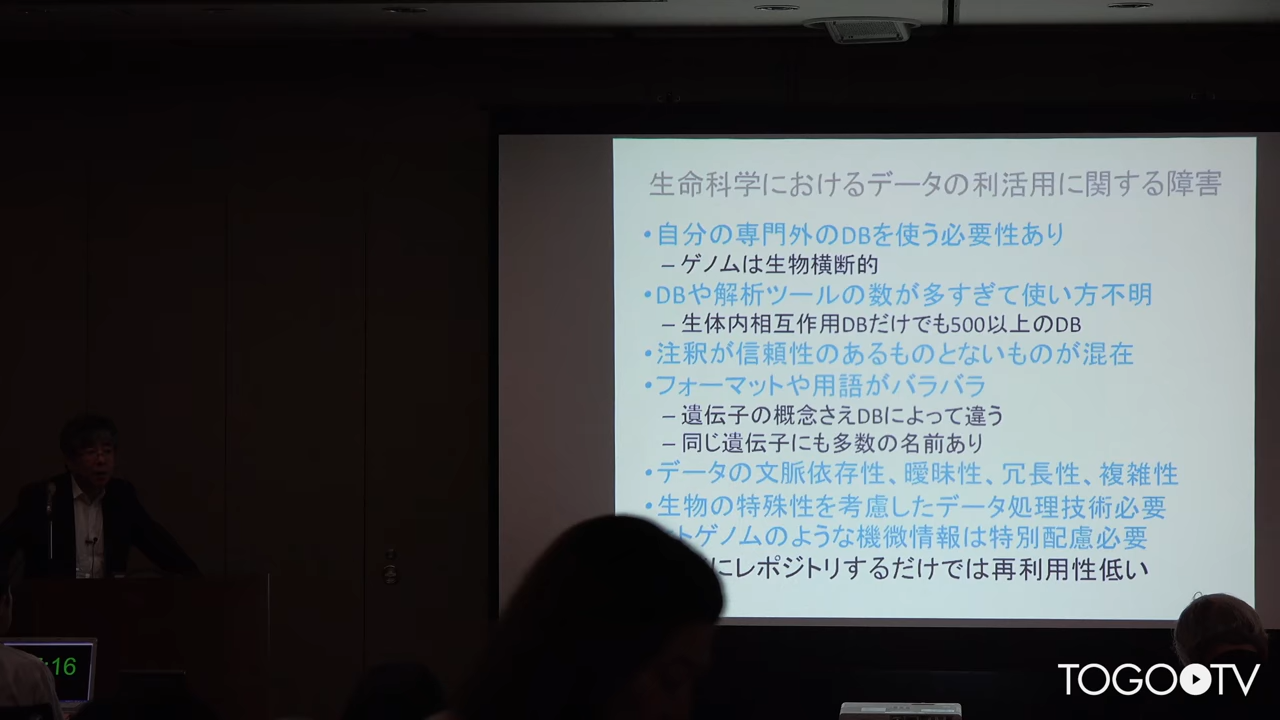 生命科学におけるデータの利活用に関する障害
•自分の専門外のDBを使う必要性あり
–ゲノムは生物横断的
•DBや解析ツールの数が多すぎて使い方不明
–生体内相互作用DBだけでも500以上のDB
•注釈が信頼性のあるものとないものが混在
•フォーマットや用語がバラバラ
–遺伝子の概念さえDBによって違う
–同じ遺伝子にも多数の名前あり
•データの文脈依存性、曖昧性、冗長性、複雑性
•生物の特殊性を考慮したデータ処理技術必要
トゲノムのような機微情報は特別配慮必要
にレポジトリするだけでは再利用性低い
:16
TOGOTV